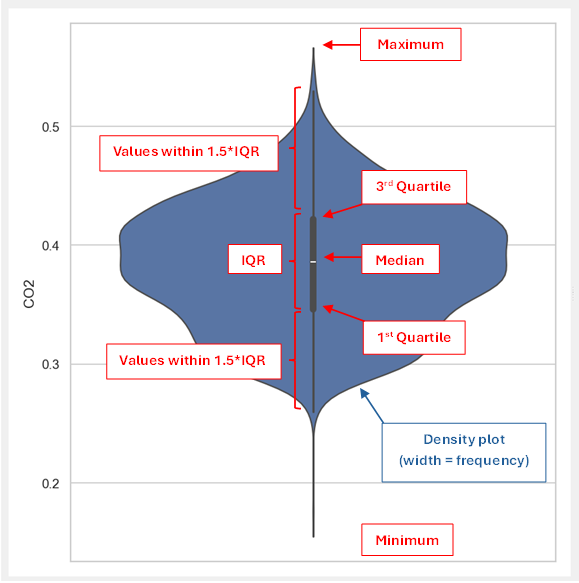 Maximum
0.5
Values within 1.5*IQR
3rd Quartile
0.4
IQR
Median
CO2
1st Quartile
0.3
Values within 1.5*IQR
Density plot
(width = frequency)
0.2
Minimum